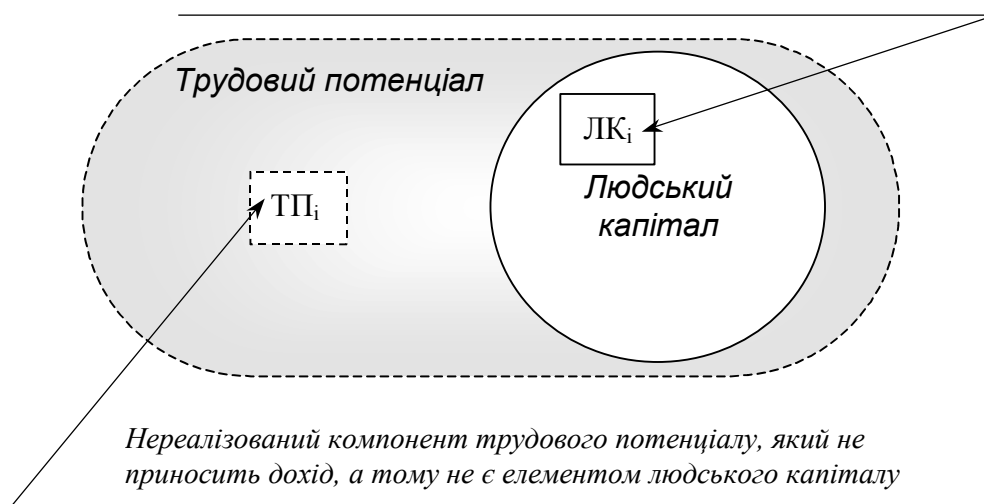 Трудовий потенціал
ЛКі
Людський
капітал
ТПі
Нереалізований компонент трудового потенціалу, який не
приносить дохід, а тому не є елементом людського капіталу